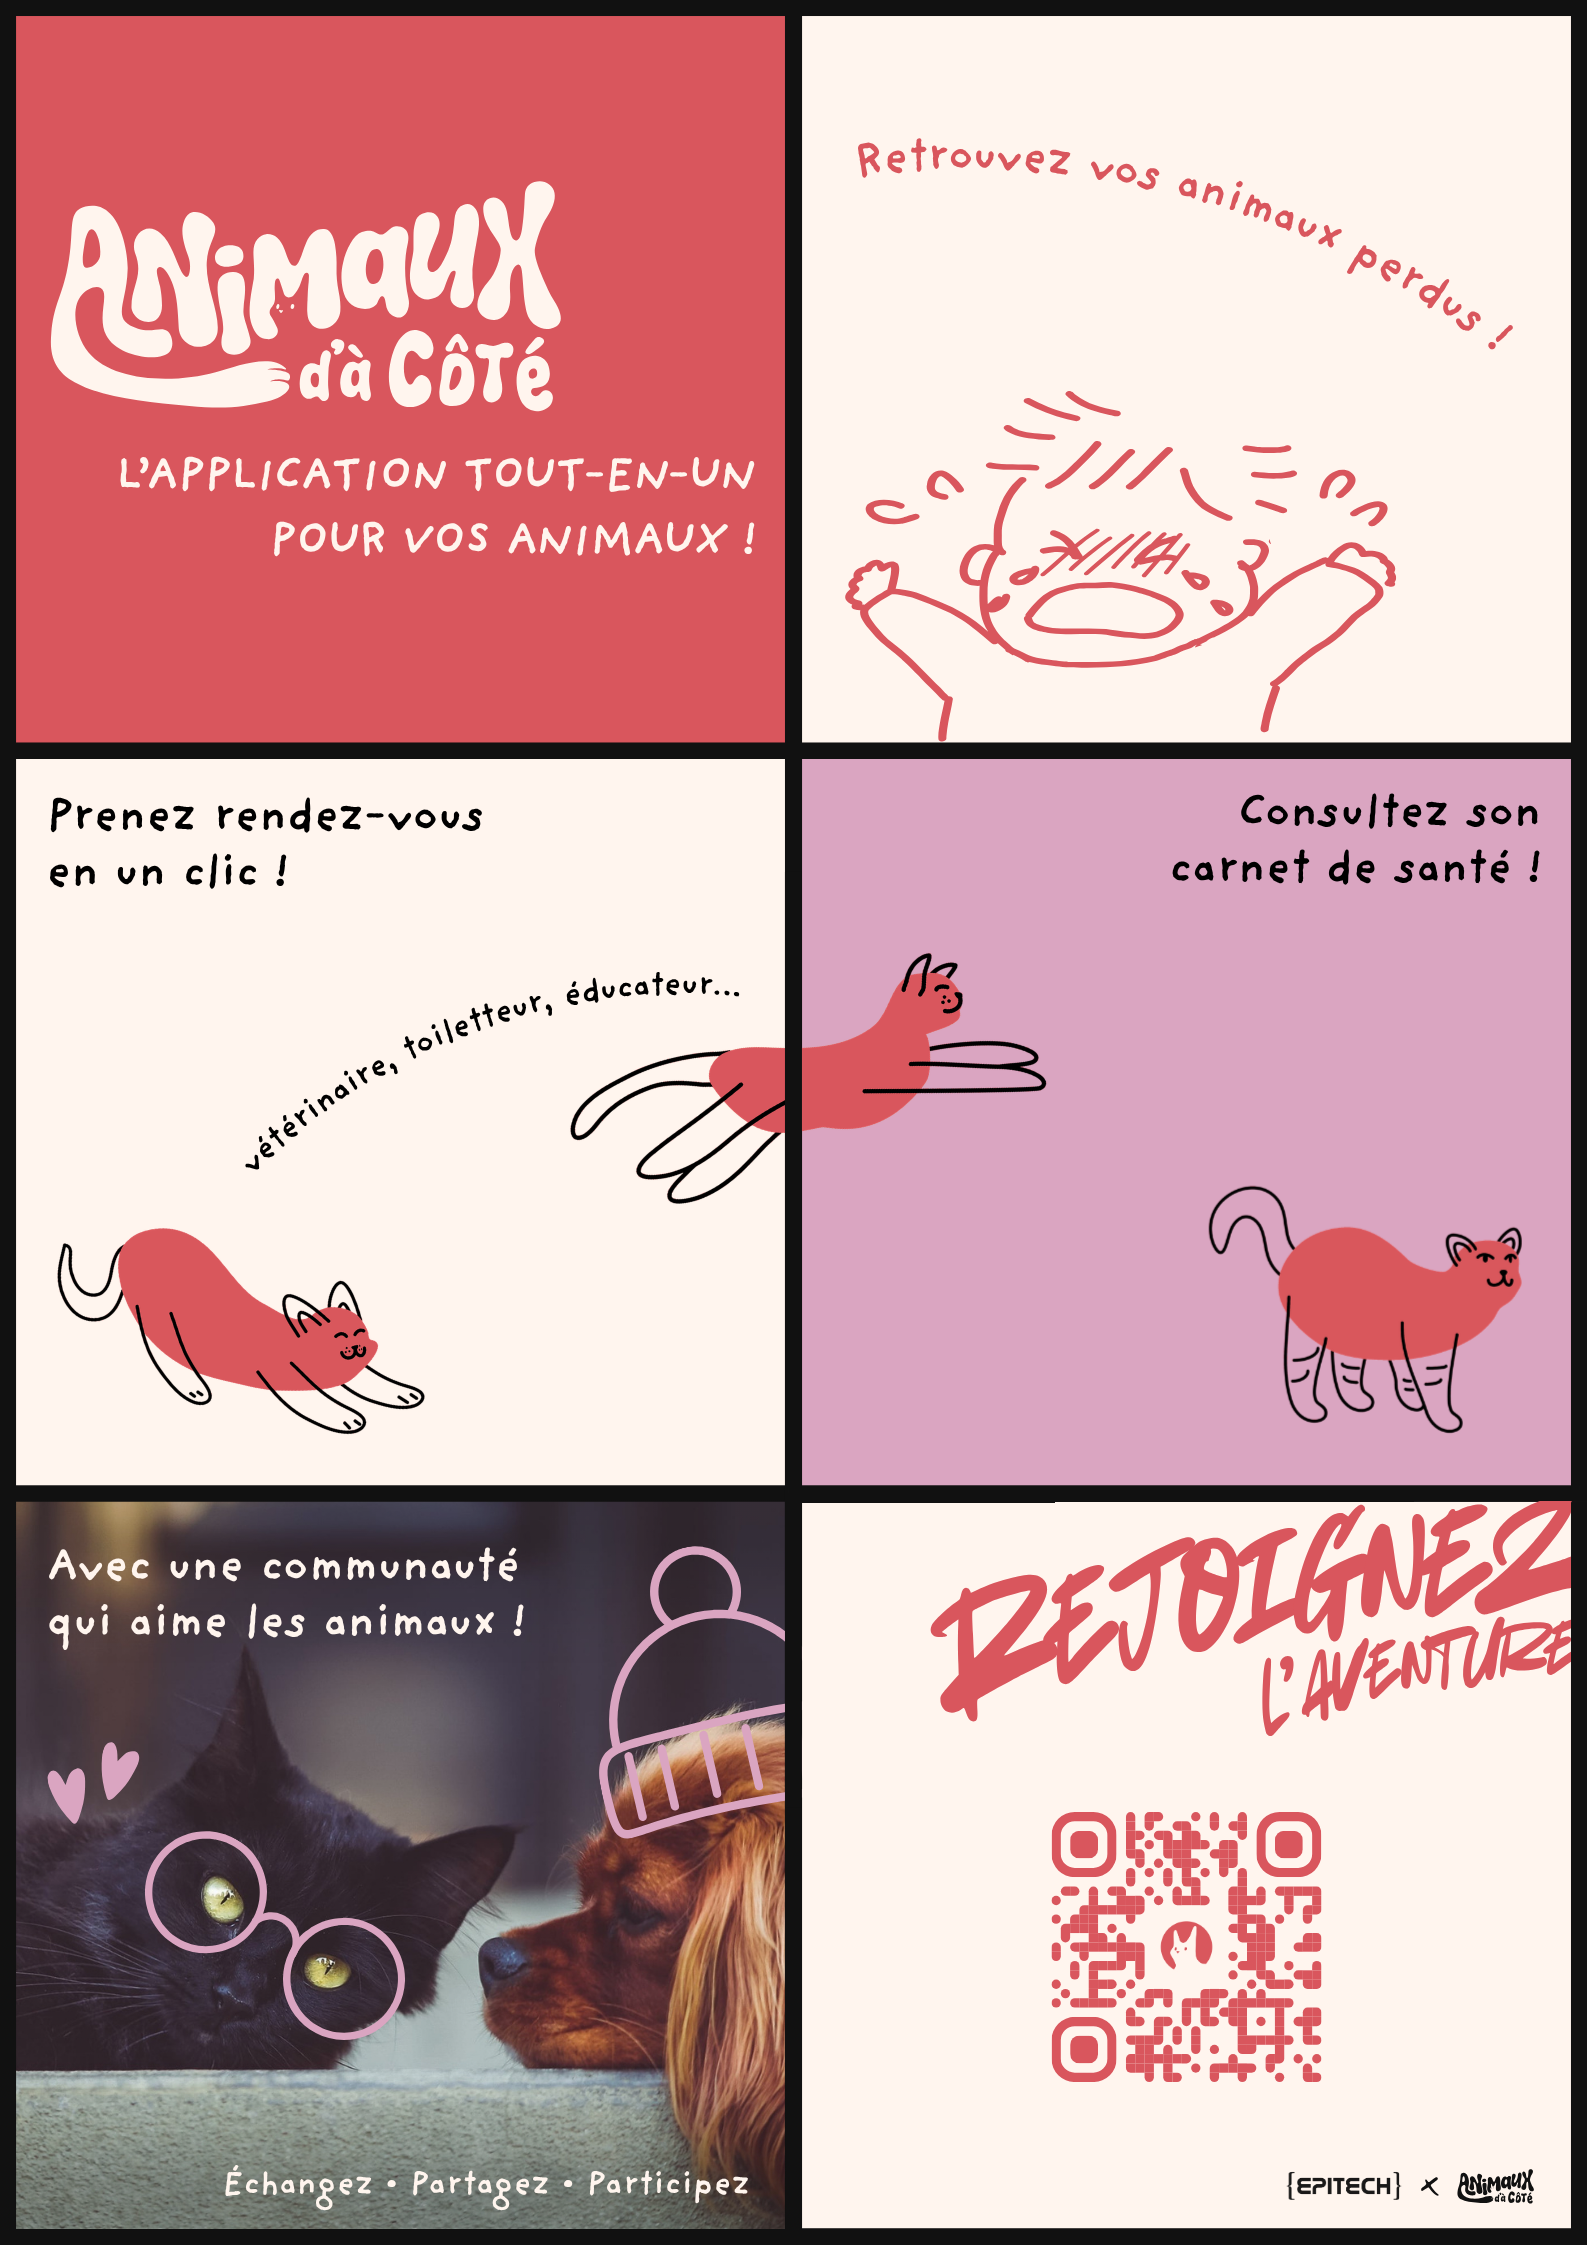 ANiMaUX
d'à CÔTé
L'APPLICATION TOUT-EN-UN
POUR VOS ANIMAUX !
Retrouvez vos animaux perdus !
Prenez rendez-vous
en un clic !
vétérinaire, toiletteur, éducateur...
Consultez son
carnet de santé !
Avec une communauté
qui aime les animaux !
Échangez • Partagez • Participez
REJOIGNEZ
L'AVENTURE
{EPITECH} X ANiMaUX
d'à CÔTé